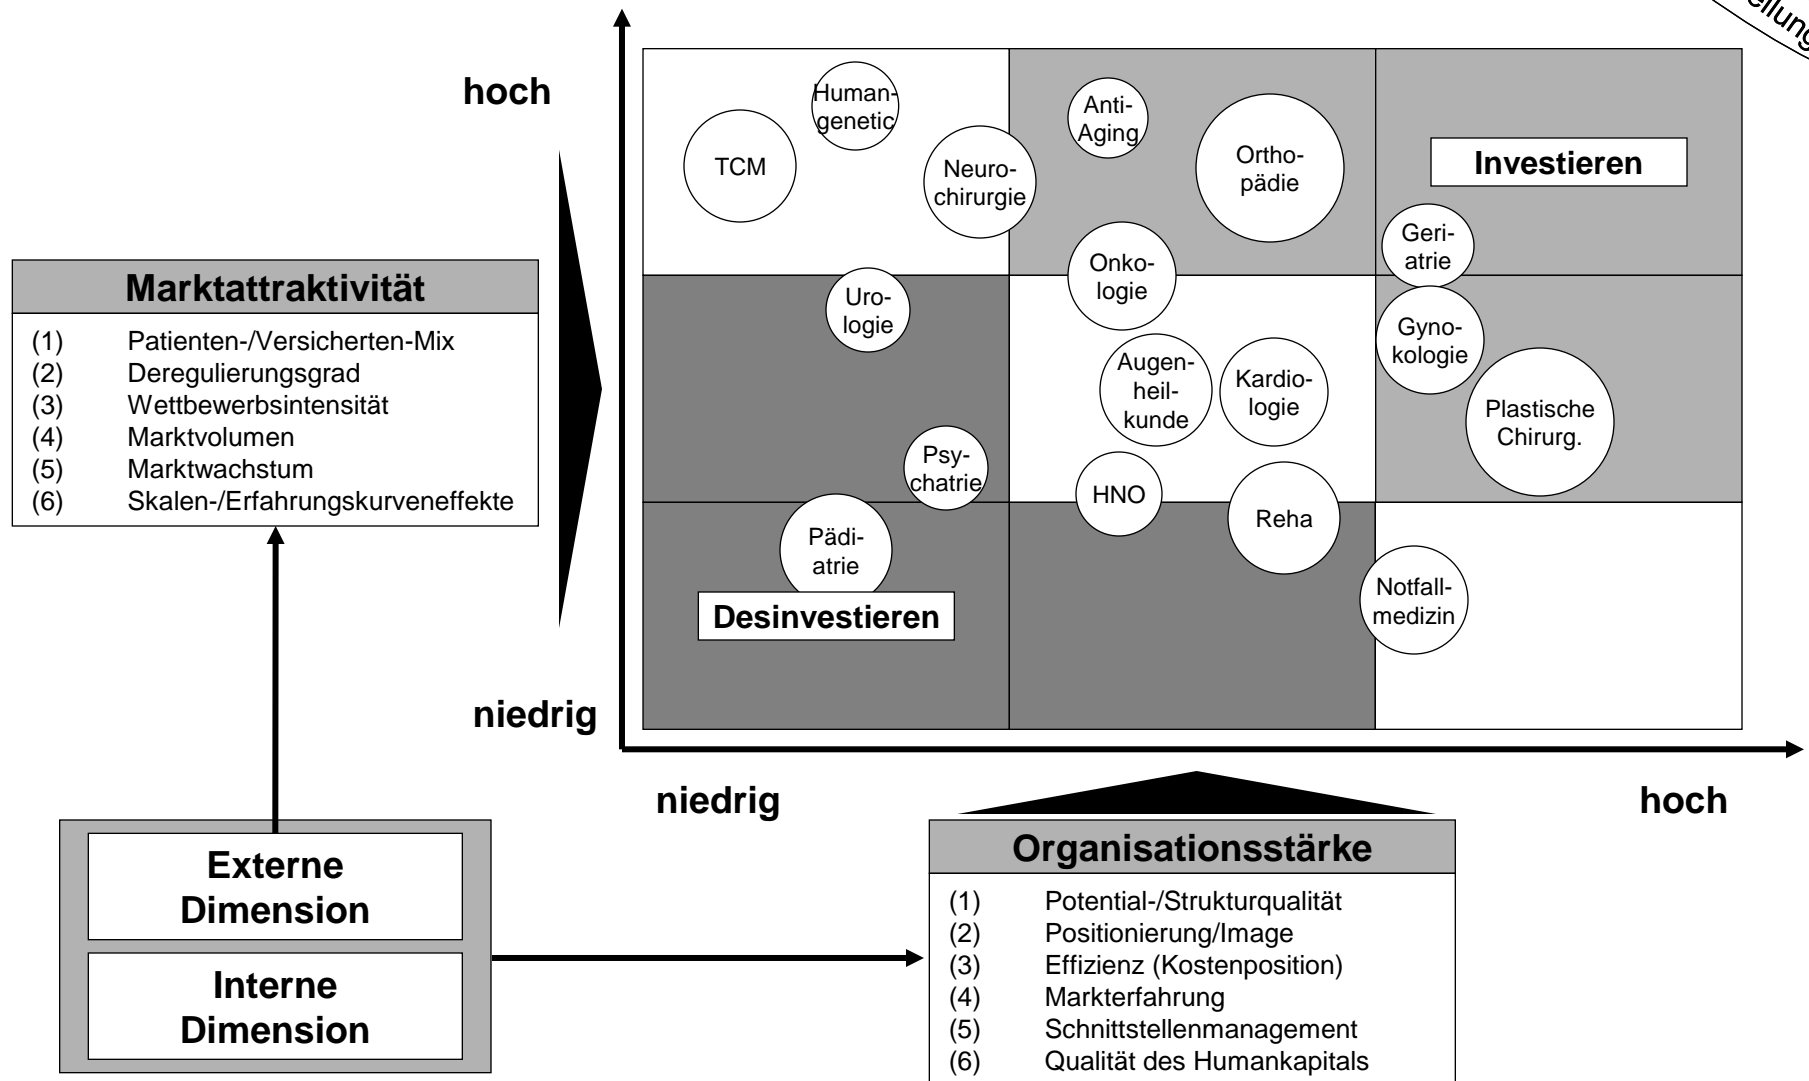 hoch
Human-
genetic
TCM
Neuro-
chirurgie
Anti-
Aging
Ortho-
pädie
Investieren
Geri-
atrie
Onko-
logie
Uro-
logie
Gyno-
kologie
Augen-
heil-
kunde
Kardio-
logie
Plastische
Chirurg.
Psy-
chatrie
HNO
Reha
Pädi-
atrie
Notfall-
medizin
Desinvestieren
niedrig
niedrig
hoch
Marktattraktivität
(1) Patienten-/Versicherten-Mix
(2) Deregulierungsgrad
(3) Wettbewerbsintensität
(4) Marktvolumen
(5) Marktwachstum
(6) Skalen-/Erfahrungskurveneffekte
Externe
Dimension
Interne
Dimension
Organisationsstärke
(1) Potential-/Strukturqualität
(2) Positionierung/Image
(3) Effizienz (Kostenposition)
(4) Markterfahrung
(5) Schnittstellenmanagement
(6) Qualität des Humankapitals